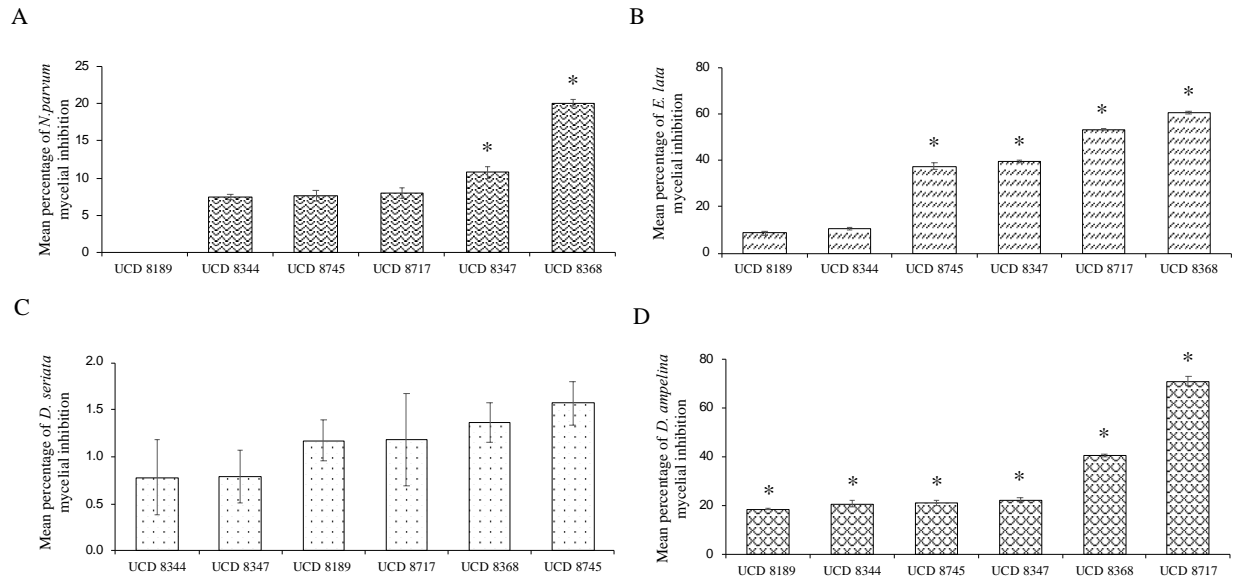 A
Mean percentage of N.parvum
mycelial inhibition
25
20
15
10
5
0
*
*
UCD 8189 UCD 8344 UCD 8745 UCD 8717 UCD 8347 UCD 8368
B
Mean percentage of E. lata
mycelial inhibition
80
60
40
20
0
*
*
*
*
UCD 8189 UCD 8344 UCD 8745 UCD 8347 UCD 8717 UCD 8368
C
Mean percentage of D. seriata
mycelial inhibition
2.0
1.5
1.0
0.5
0.0
UCD 8344 UCD 8347 UCD 8189 UCD 8717 UCD 8368 UCD 8745
D
Mean percentage of D. ampelina
mycelial inhibition
80
60
40
20
0
*
*
*
*
*
*
UCD 8189 UCD 8344 UCD 8745 UCD 8347 UCD 8368 UCD 8717